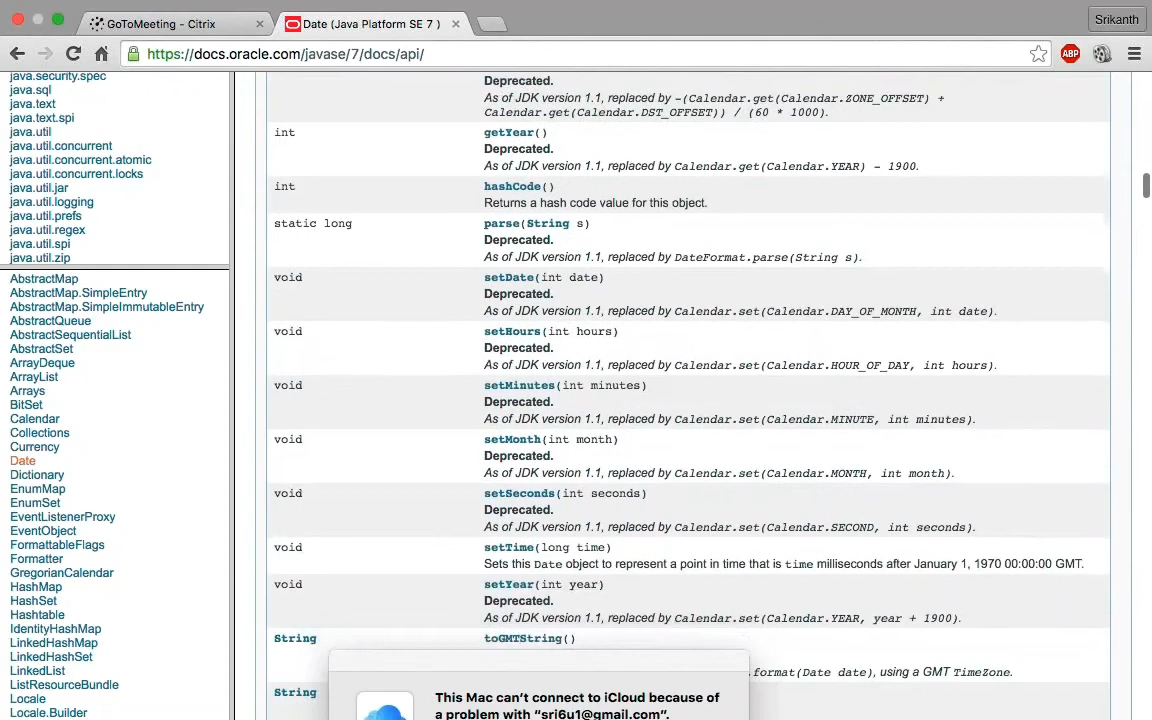 GoToMeeting - Citrix
Date (Java Platform SE 7 )
Srikanth
https://docs.oracle.com/javase/7/docs/api/
ABP
java.security.spec
java.sql
java.text
java.text.spi
java.util
java.util.concurrent
java.util.concurrent.atomic
java.util.concurrent.locks
java.util.jar
java.util.logging
java.util.prefs
java.util.regex
java.util.spi
java.util.zip
AbstractMap
AbstractMap.SimpleEntry
AbstractMap.SimpleImmutableEntry
AbstractQueue
AbstractSequentialList
AbstractSet
ArrayDeque
ArrayList
Arrays
BitSet
Calendar
Collections
Currency
Date
Dictionary
EnumMap
EnumSet
EventListenerProxy
EventObject
FormattableFlags
Formatter
GregorianCalendar
HashMap
HashSet
Hashtable
IdentityHashMap
LinkedHashMap
LinkedHashSet
LinkedList
ListResourceBundle
Locale
Locale.Builder
Deprecated.
As of JDK version 1.1, replaced by -(Calendar.get(Calendar.ZONE_OFFSET) +
Calendar.get(Calendar.DST_OFFSET)) / (60 * 1000).
int getYear()
Deprecated.
As of JDK version 1.1, replaced by Calendar.get(Calendar.YEAR) - 1900.
int hashCode()
Returns a hash code value for this object.
static long parse(String s)
Deprecated.
As of JDK version 1.1, replaced by DateFormat.parse(String s).
void setDate(int date)
Deprecated.
As of JDK version 1.1, replaced by Calendar.set(Calendar.DAY_OF_MONTH, int date).
void setHours(int hours)
Deprecated.
As of JDK version 1.1, replaced by Calendar.set(Calendar.HOUR_OF_DAY, int hours).
void setMinutes(int minutes)
Deprecated.
As of JDK version 1.1, replaced by Calendar.set(Calendar.MINUTE, int minutes).
void setMonth(int month)
Deprecated.
As of JDK version 1.1, replaced by Calendar.set(Calendar.MONTH, int month).
void setSeconds(int seconds)
Deprecated.
As of JDK version 1.1, replaced by Calendar.set(Calendar.SECOND, int seconds).
void setTime(long time)
Sets this Date object to represent a point in time that is time milliseconds after January 1, 1970 00:00:00 GMT.
void setYear(int year)
Deprecated.
As of JDK version 1.1, replaced by Calendar.set(Calendar.YEAR, year + 1900).
String toGMTString()
.format(Date date), using a GMT TimeZone.
String
This Mac can't connect to iCloud because of
a problem with “sri6u1@gmail.com”.